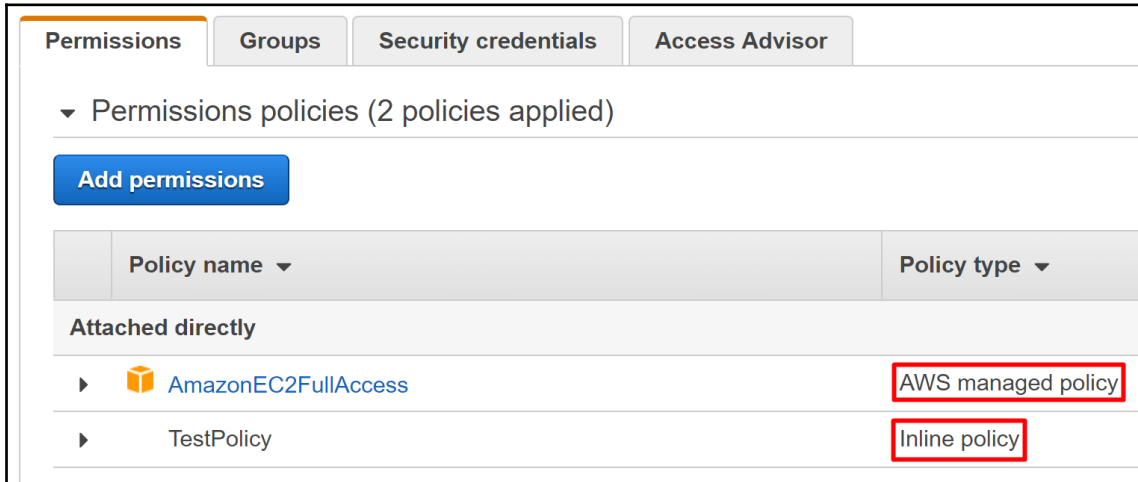 Permissions Groups Security credentials Access Advisor
Permissions policies (2 policies applied)
Add permissions
Policy name Policy type
Attached directly
AmazonEC2FullAccess AWS managed policy
TestPolicy Inline policy